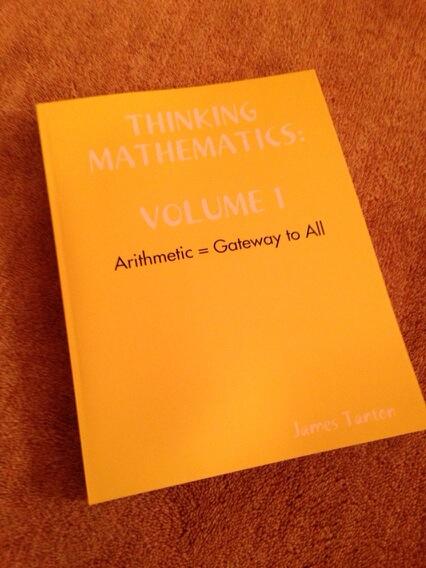 THINKING
MATHEMATICS:
VOLUME 1
Arithmetic = Gateway to All
James Tanton